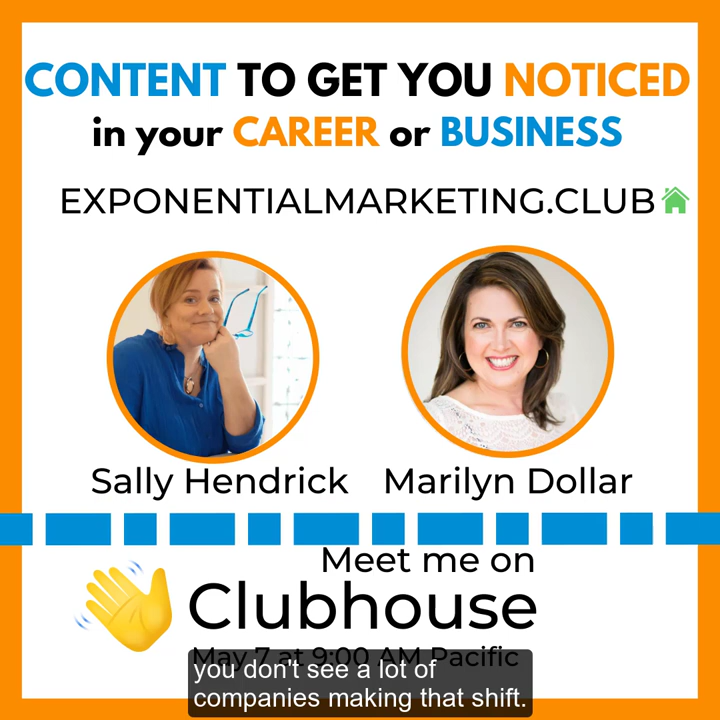 CONTENT TO GET YOU NOTICED
in your CAREER or BUSINESS
EXPONENTIALMARKETING.CLUB
Sally Hendrick
Marilyn Dollar
Meet me on
Clubhouse
May 7 at 9:00 AM Pacific
you don't see a lot of
companies making that shift.